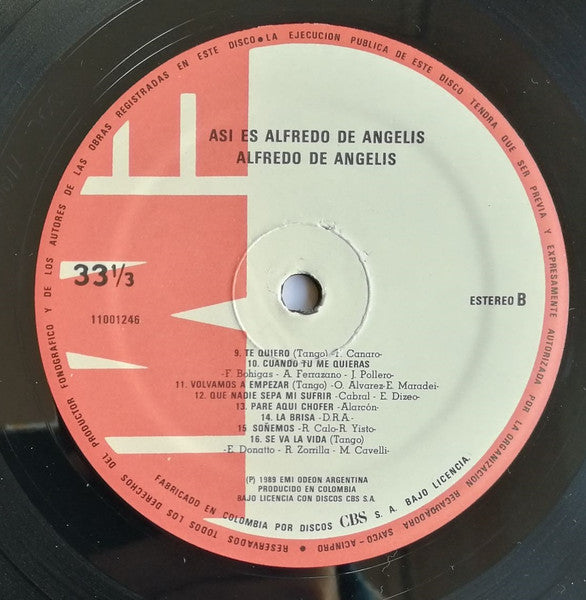 RESERVADOS TODOS LOS DERECHOS DEL PRODUCTOR FONOGRAFICO Y DE LOS AUTORES DE LAS OBRAS REGISTRADAS EN ESTE DISCO • LA EJECUCION PUBLICA DE ESTE DISCO TENDRA QUE SER PREVIA Y EXPRESAMENTE AUTORIZADA POR LA ORGANIZACION RECAUDADORA SAYCO - ACINPRO •
ASI ES ALFREDO DE ANGELIS
ALFREDO DE ANGELIS
33 1/3
11001246
ESTEREO B
9. TE QUIERO (Tango) -F. Canaro-
10. CUANDO TU ME QUIERAS
-F. Bohigas - A. Ferrazano - J. Pollero-
11. VOLVAMOS A EMPEZAR (Tango) -O. Alvarez-E. Maradei-
12. QUE NADIE SEPA MI SUFRIR -Cabral - E. Dizeo-
13. PARE AQUI CHOFER -Alarcón-
14. LA BRISA -D.R.A.-
15 SOÑEMOS -R. Calo-R. Yisto-
16. SE VA LA VIDA (Tango)
-E. Donatto - R. Zorrilla - M. Cavelli-
(P) 1989 EMI ODEON ARGENTINA
PRODUCIDO EN COLOMBIA
BAJO LICENCIA CON DISCOS CBS S.A.
FABRICADO EN COLOMBIA POR DISCOS CBS S. A. BAJO LICENCIA.